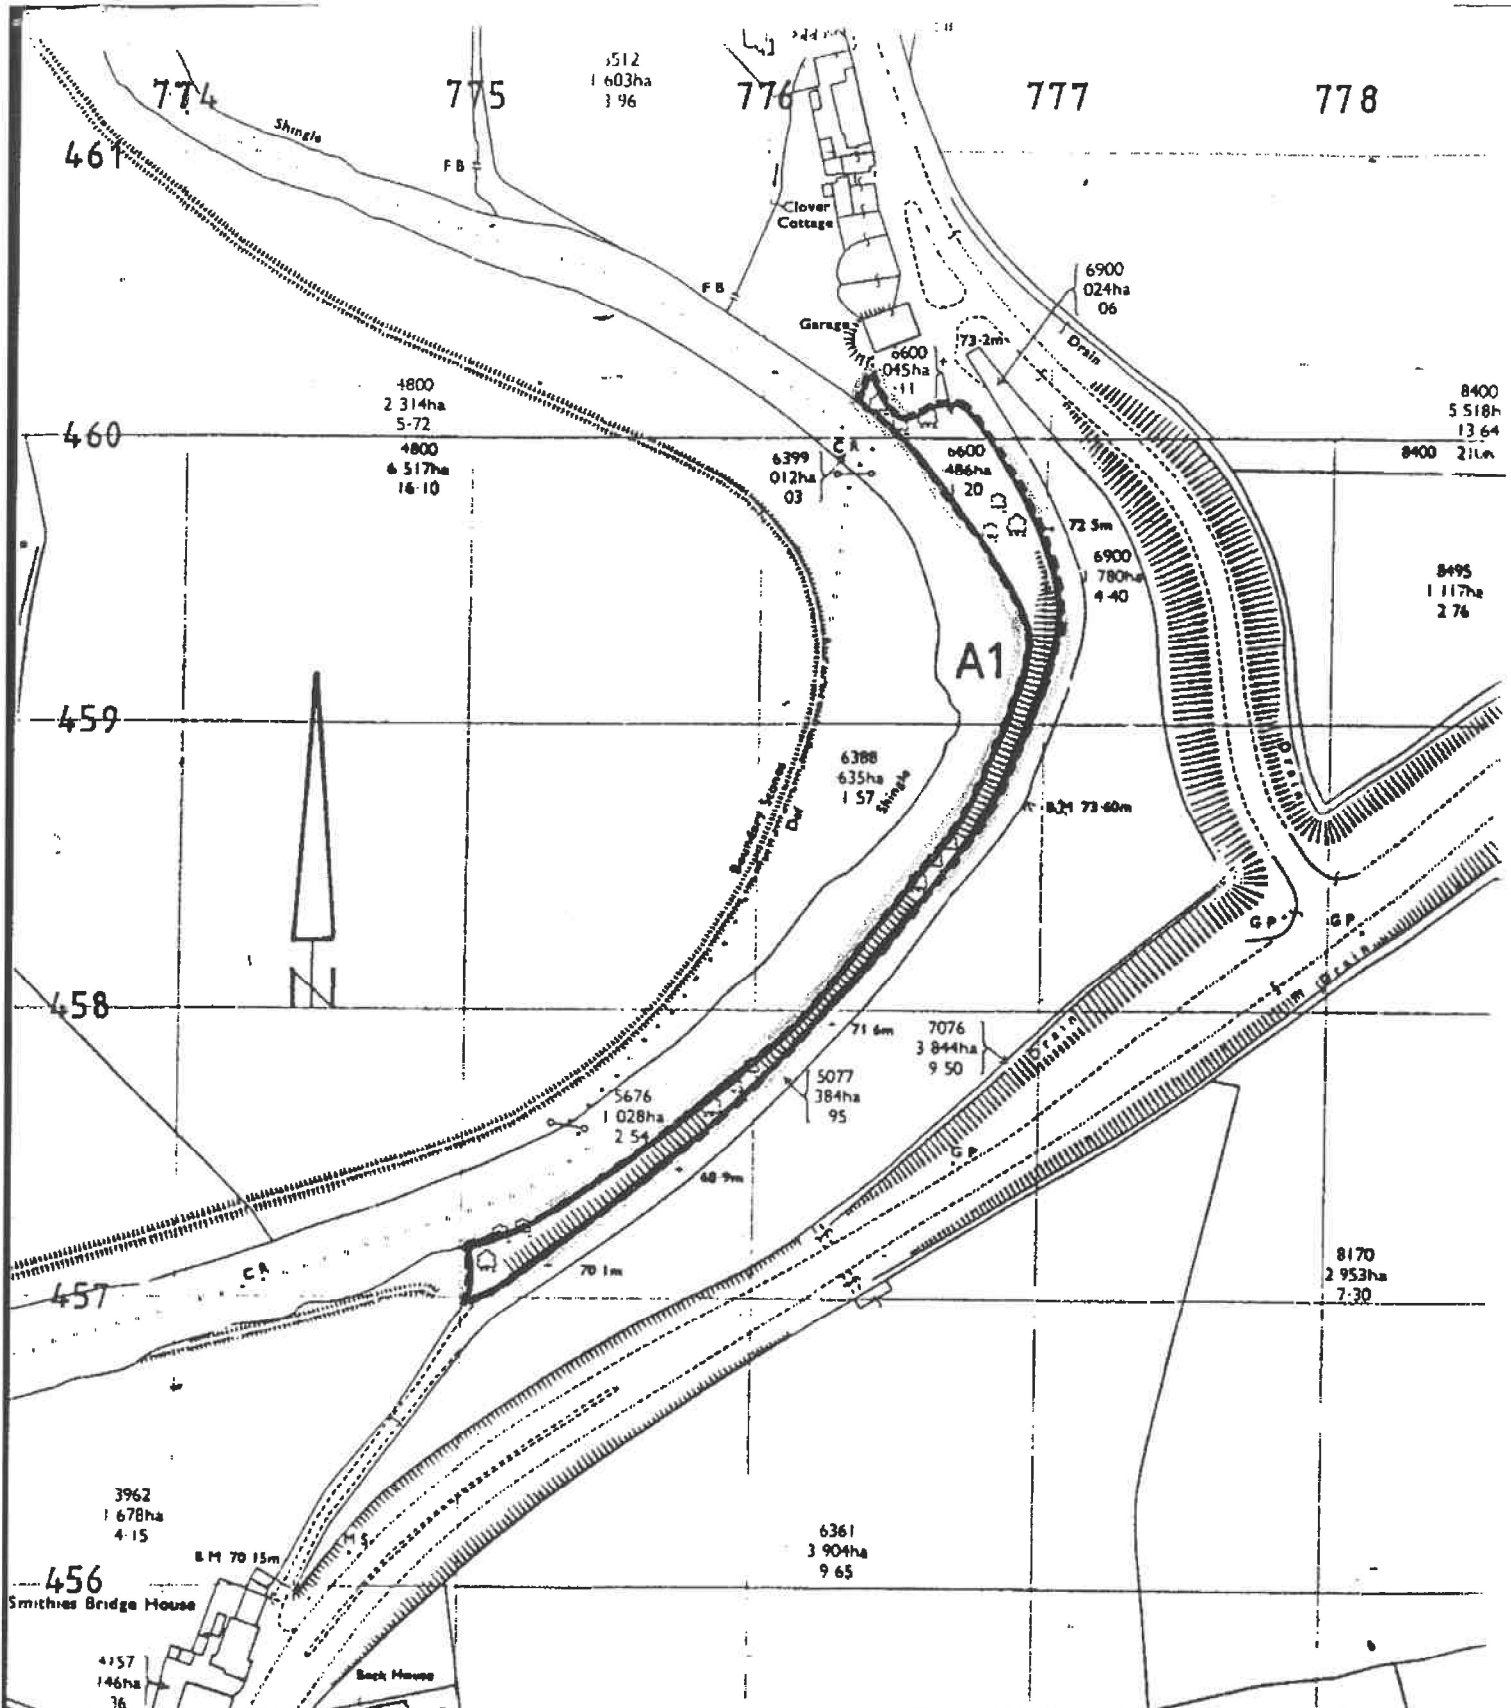 774
775
776
777
778
1 603ha
3 96
Shingle
461
F B
Clover
Cottage
F B
6900
024ha
06
Garage
73·2m
Drain
6600
045ha
·11
4800
2 314ha
5·72
8400
13 64
460
C R
4800
6 517ha
16·10
6399
012ha
03
6600
486ha
1 20
8400
72 5m
6900
1 780ha
4·40
8495
1 117ha
2 76
A1
459
6388
635ha
1 57
Shingle
Drain
Boundary Stones
Def
B M 73·60m
G P
G P
Drain
458
N
71 6m
7076
3 844ha
9 50
Drain
5077
384ha
95
5676
1 028ha
2 54
G P
68 9m
C R
70 1m
457
8170
2 953ha
7·30
3962
1 678ha
4·15
M S
B M 70 15m
6361
3 904ha
9 65
456
Smithies Bridge House
4157
146ha
36
Beck House